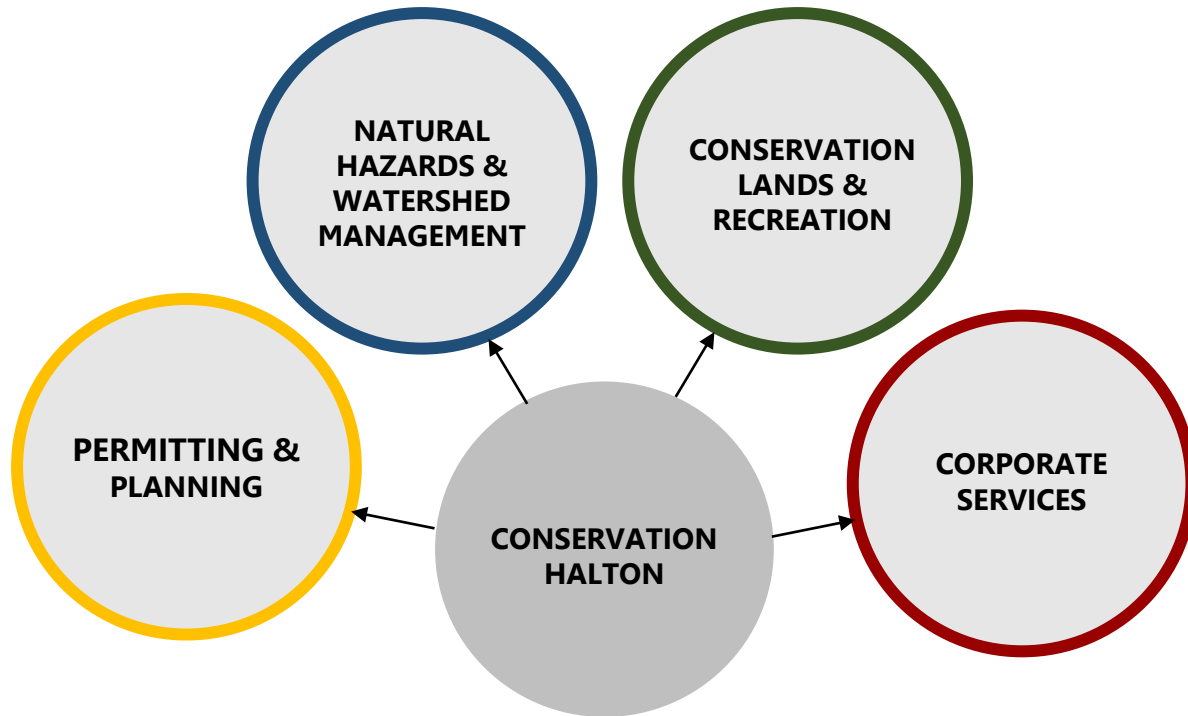 NATURAL
HAZARDS &
WATERSHED
MANAGEMENT
CONSERVATION
LANDS &
RECREATION
PERMITTING &
PLANNING
CORPORATE
SERVICES
CONSERVATION
HALTON